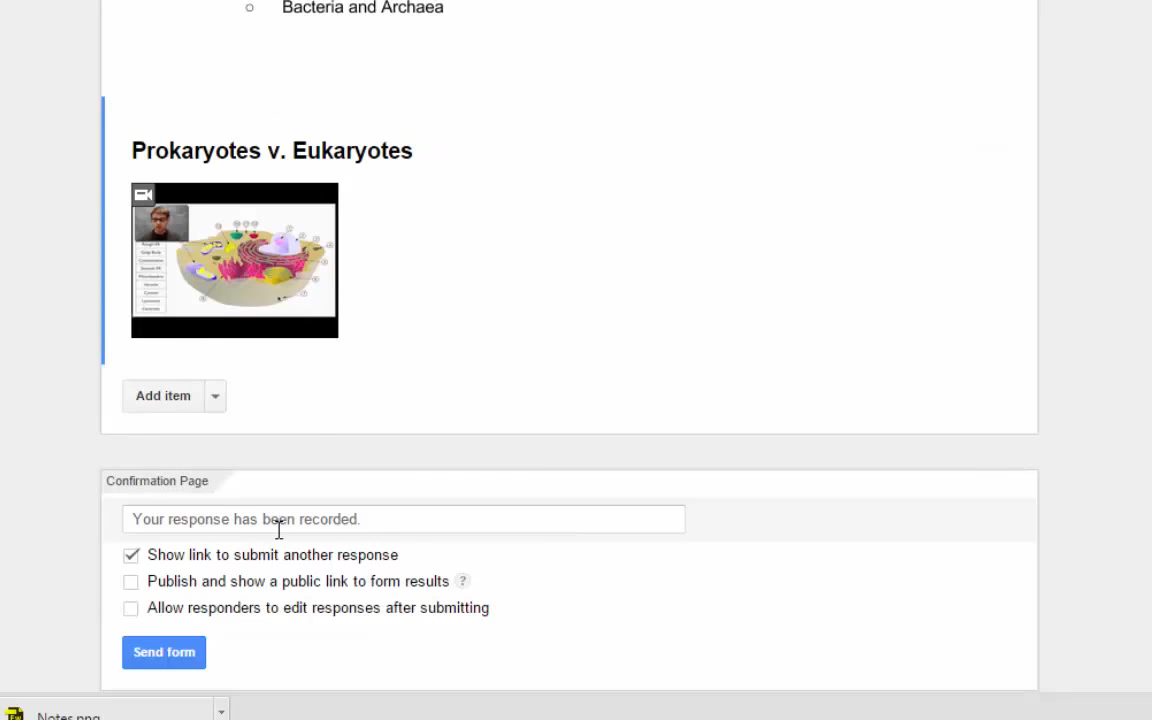 Bacteria and Archaea
Prokaryotes v. Eukaryotes
Add item
Confirmation Page
Your response has been recorded.
Show link to submit another response
Publish and show a public link to form results ?
Allow responders to edit responses after submitting
Send form
Notes.png